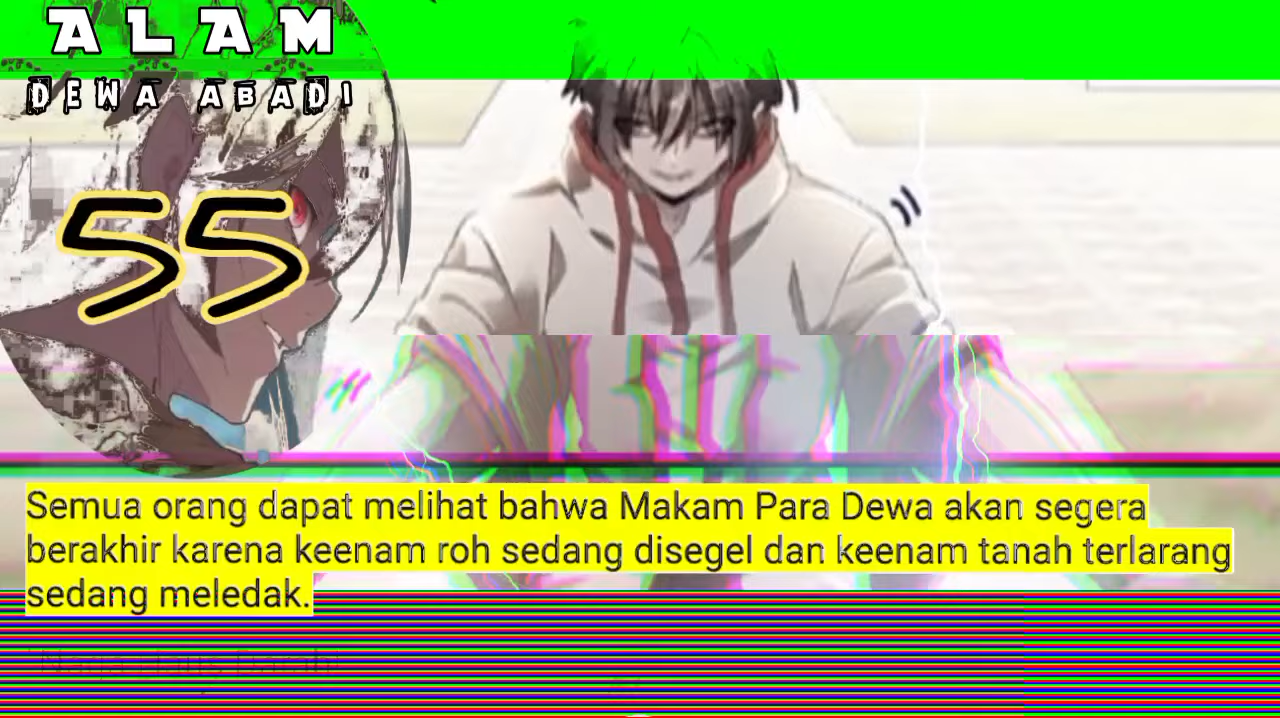 ALAM
DEWA ABADI
55
Semua orang dapat melihat bahwa Makam Para Dewa akan segera
berakhir karena keenam roh sedang disegel dan keenam tanah terlarang
sedang meledak.